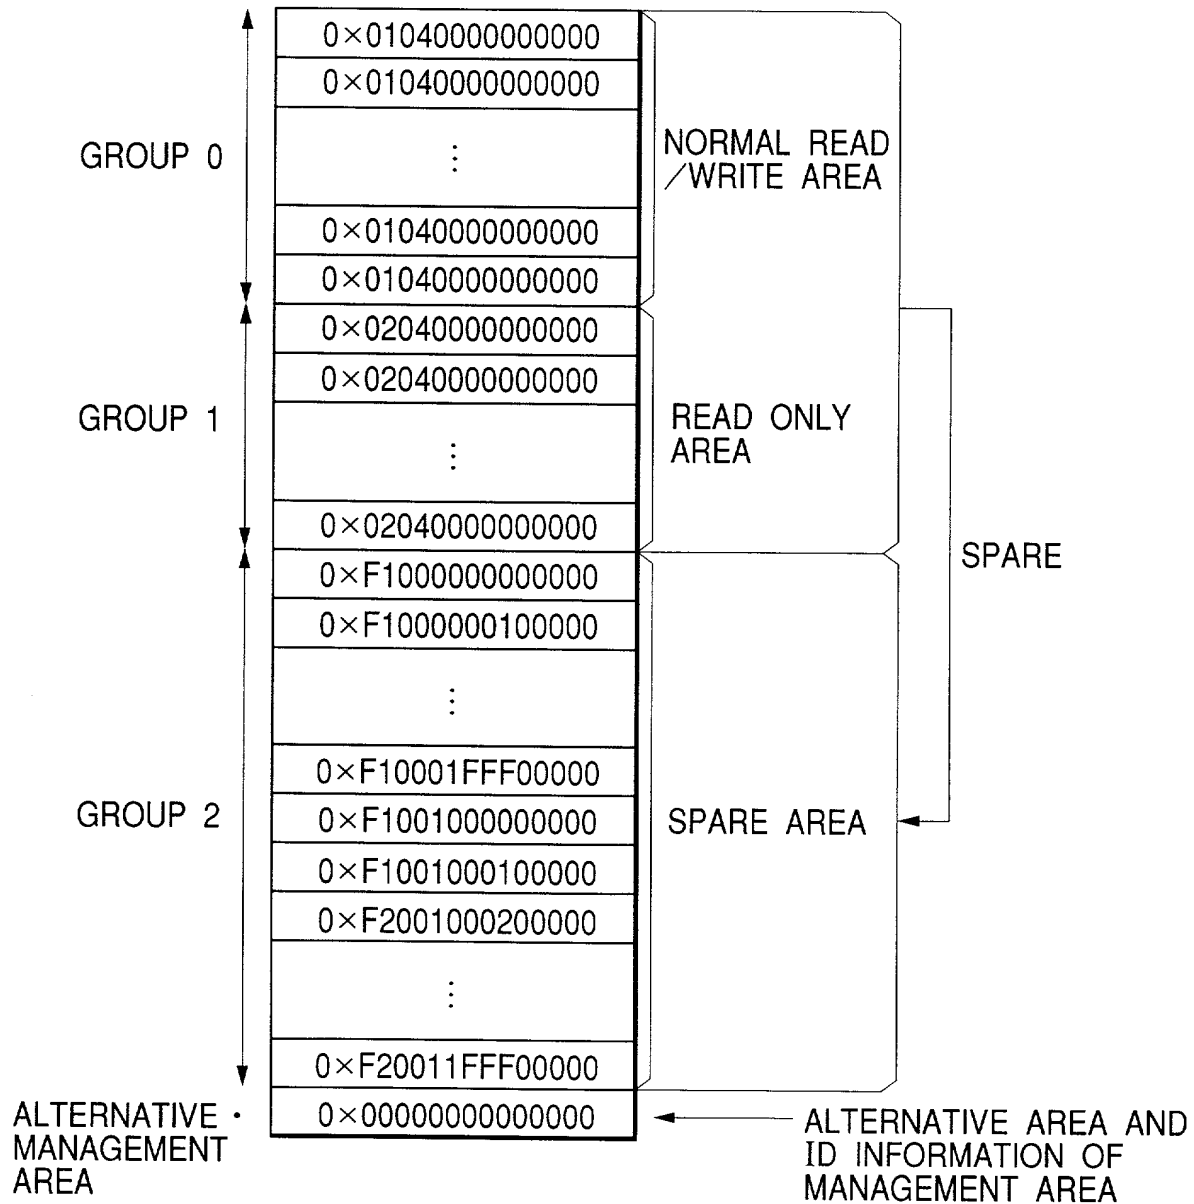 0×01040000000000
0×01040000000000
GROUP 0
⋮
NORMAL READ
/WRITE AREA
0×01040000000000
0×01040000000000
0×02040000000000
0×02040000000000
GROUP 1
⋮
READ ONLY
AREA
0×02040000000000
SPARE
0×F1000000000000
0×F1000000100000
⋮
0×F10001FFF00000
GROUP 2
0×F1001000000000
SPARE AREA
0×F1001000100000
0×F2001000200000
⋮
0×F20011FFF00000
ALTERNATIVE ·
MANAGEMENT
AREA
0×00000000000000
ALTERNATIVE AREA AND
ID INFORMATION OF
MANAGEMENT AREA